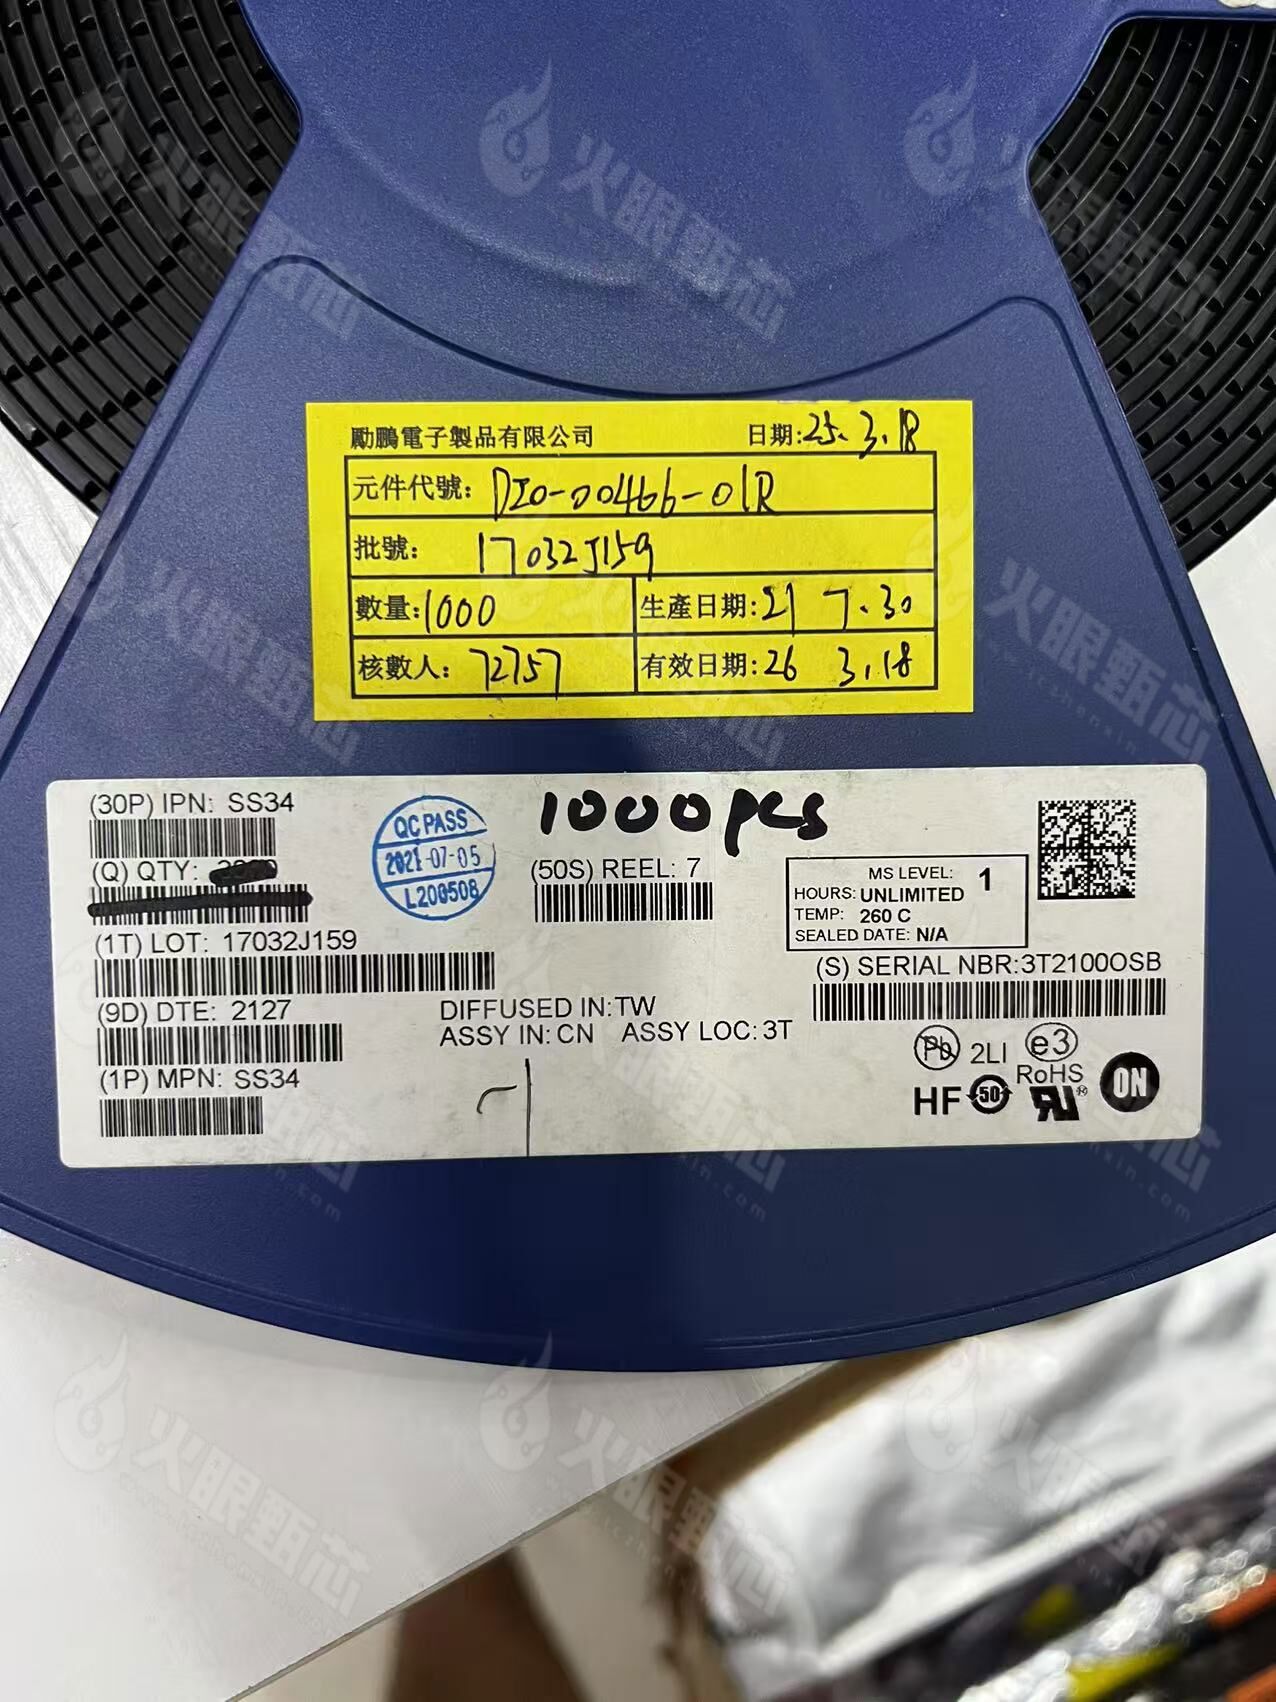 勵鵬電子製品有限公司 日期:25.3.18
元件代號: DIO-00466-01R
批號: 17032J159
數量:1000 生產日期:21 7.30
核數人: 72757 有效日期:26 3.18
(30P) IPN: SS34
QC PASS
2021-07-05
L200508
1000pcs
(Q) QTY:
(50S) REEL: 7
MS LEVEL: 1
HOURS: UNLIMITED
TEMP: 260 C
SEALED DATE: N/A
(1T) LOT: 17032J159
(S) SERIAL NBR:3T2100OSB
(9D) DTE: 2127
DIFFUSED IN:TW
ASSY IN: CN ASSY LOC: 3T
(1P) MPN: SS34
Pb 2LI e3
RoHS
HF 50 ON
火眼甄芯